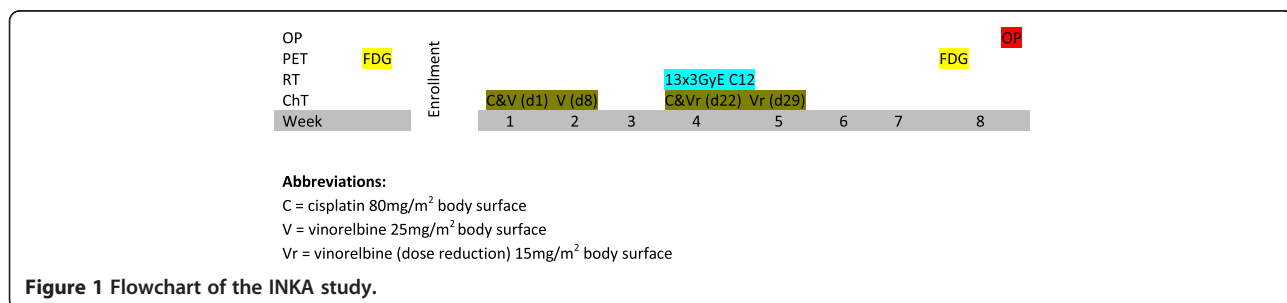 OP OP
PET FDG FDG
RT 13x3GyE C12
ChT C&V (d1) V (d8) C&Vr (d22) Vr (d29)
Enrollment
Week 1 2 3 4 5 6 7 8
Abbreviations:
C = cisplatin 80mg/m² body surface
V = vinorelbine 25mg/m² body surface
Vr = vinorelbine (dose reduction) 15mg/m² body surface
Figure 1 Flowchart of the INKA study.